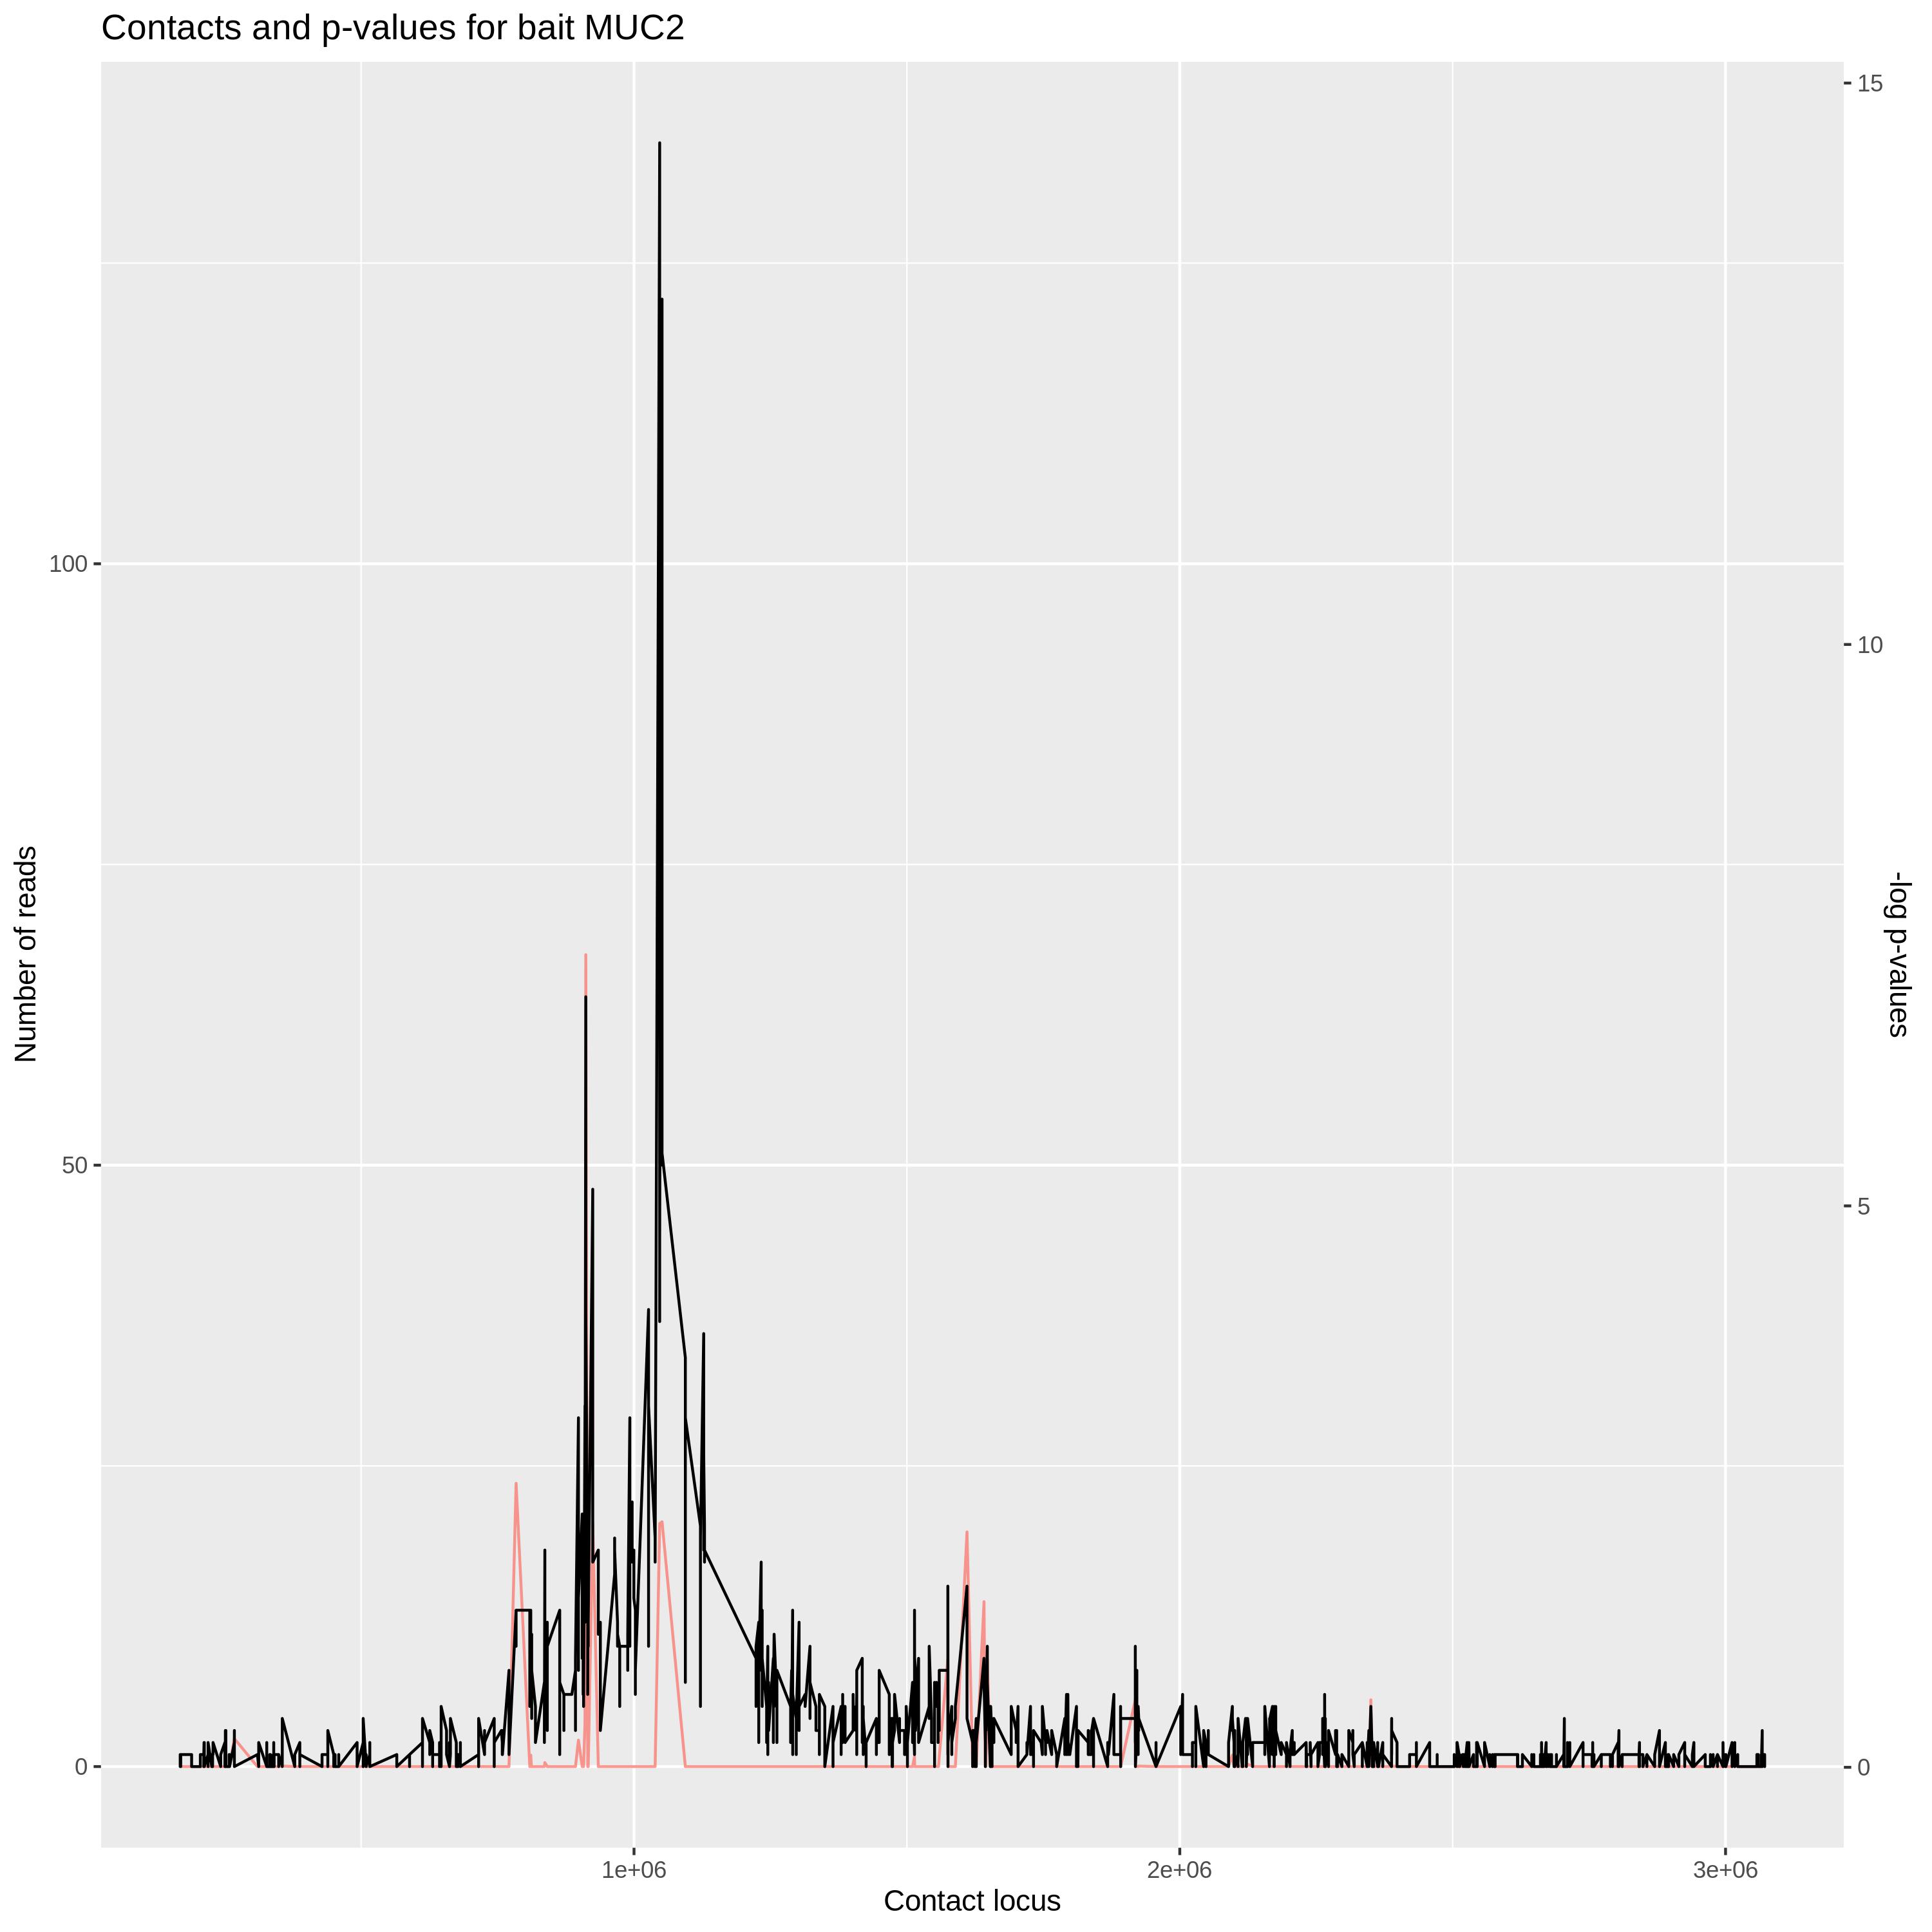 Contacts and p-values for bait MUC2
15
100
10
Number of reads
-log p-values
50
5
0
0
1e+06
2e+06
3e+06
Contact locus